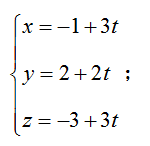 x = −1 + 3t
y = 2 + 2t ;
z = −3 + 3t